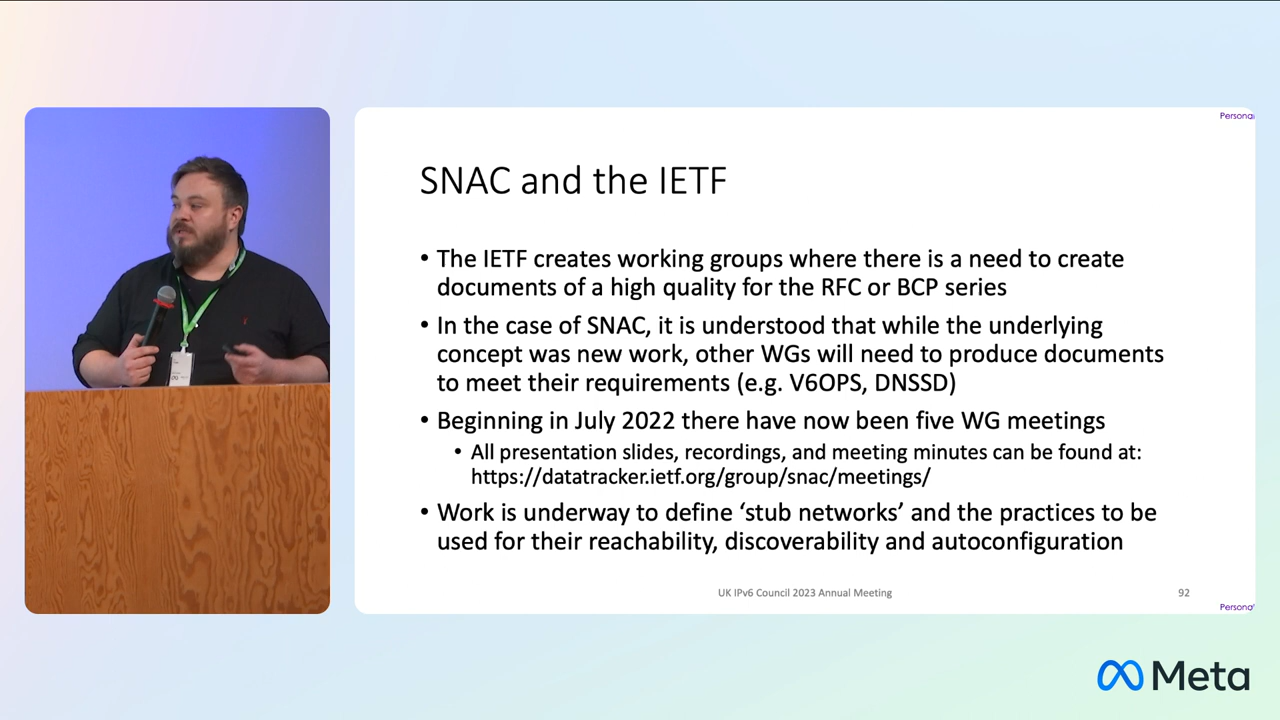 Personal
SNAC and the IETF
• The IETF creates working groups where there is a need to create
documents of a high quality for the RFC or BCP series
• In the case of SNAC, it is understood that while the underlying
concept was new work, other WGs will need to produce documents
to meet their requirements (e.g. V6OPS, DNSSD)
• Beginning in July 2022 there have now been five WG meetings
• All presentation slides, recordings, and meeting minutes can be found at:
https://datatracker.ietf.org/group/snac/meetings/
• Work is underway to define ‘stub networks’ and the practices to be
used for their reachability, discoverability and autoconfiguration
UK IPv6 Council 2023 Annual Meeting
92
Persona
Meta